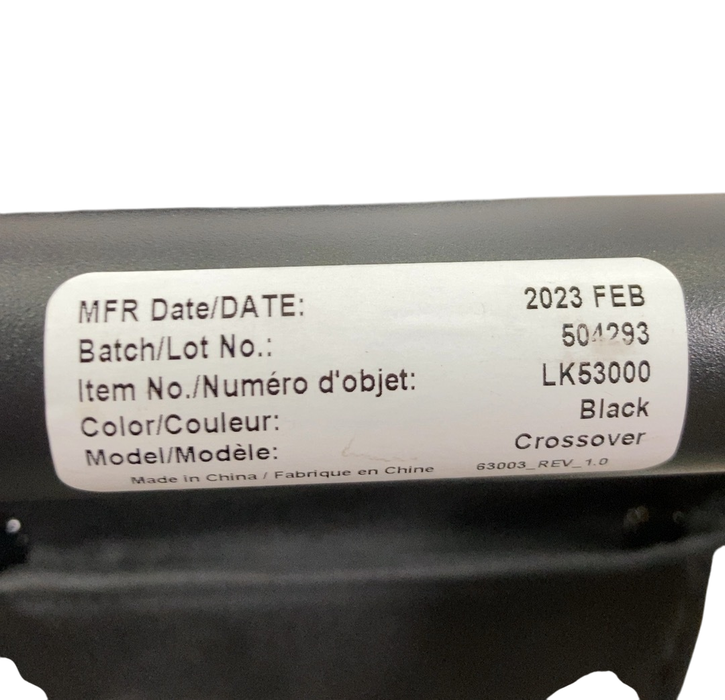 MFR Date/DATE: 2023 FEB
Batch/Lot No.: 504293
Item No./Numéro d'objet: LK53000
Color/Couleur: Black
Model/Modèle: Crossover
Made in China / Fabrique en Chine 63003_REV_1.0